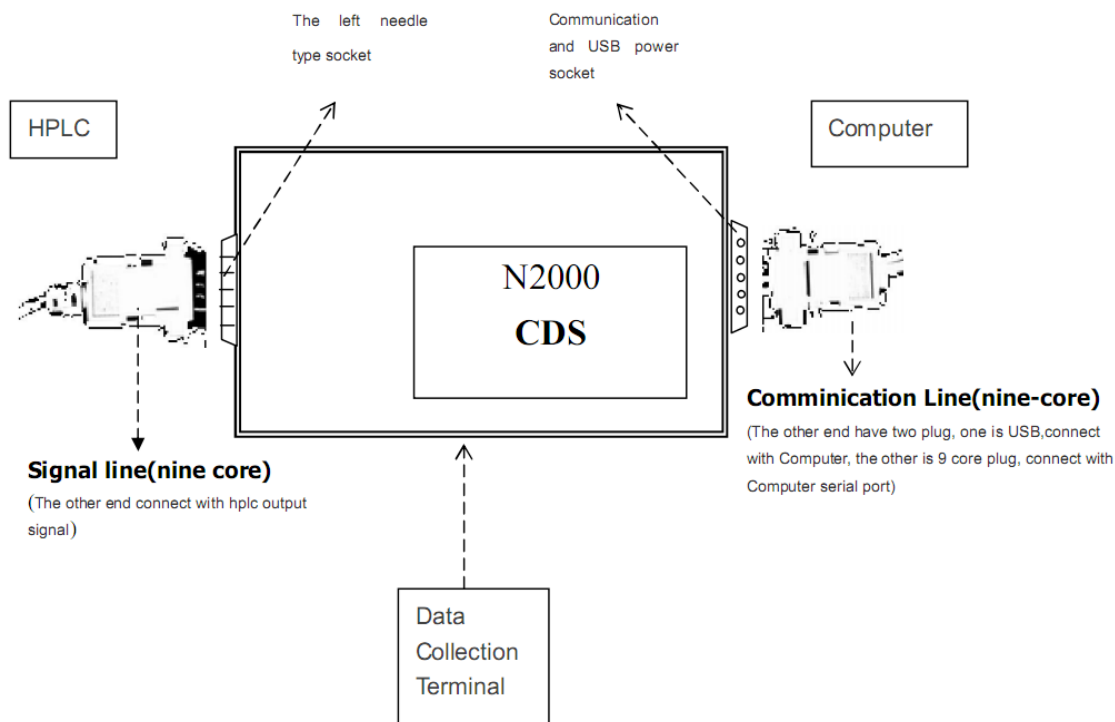 The left needle
type socket
Communication
and USB power
socket
HPLC
Computer
N2000
CDS
Comminication Line(nine-core)
(The other end have two plug, one is USB,connect
with Computer, the other is 9 core plug, connect with
Computer serial port)
Signal line(nine core)
(The other end connect with hplc output
signal)
Data
Collection
Terminal